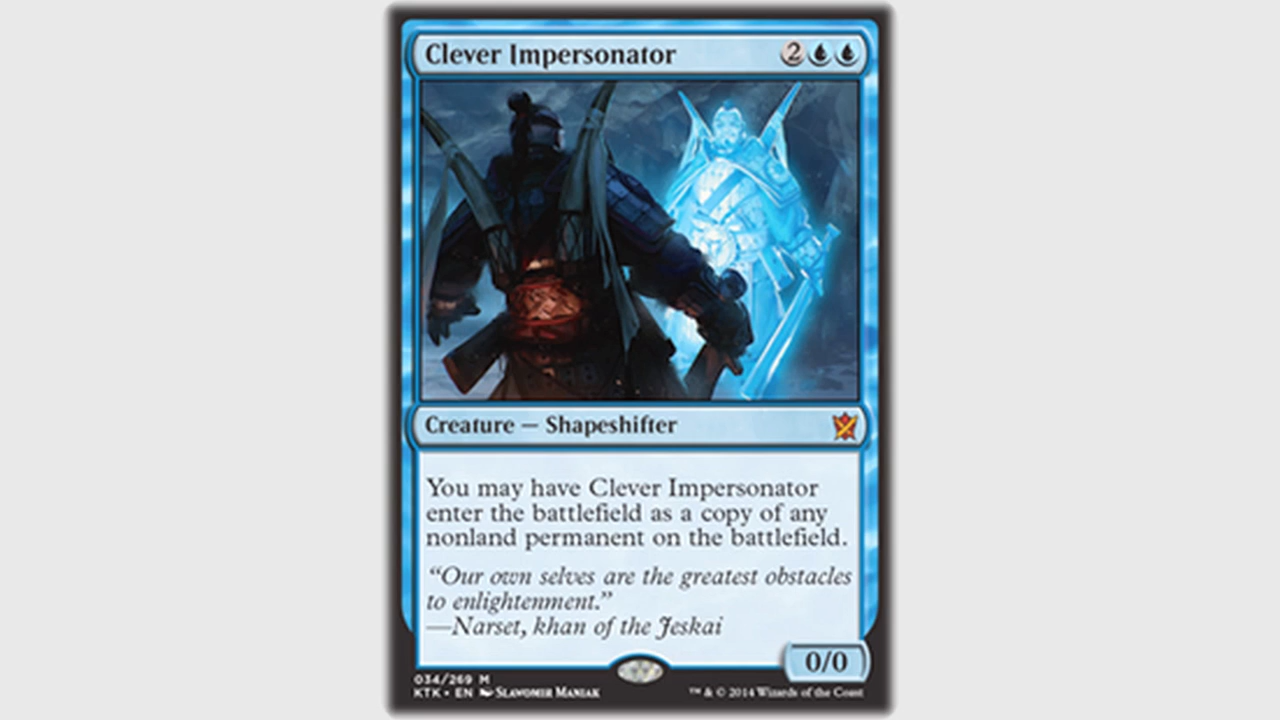 Clever Impersonator 2
Creature — Shapeshifter
You may have Clever Impersonator
enter the battlefield as a copy of any
nonland permanent on the battlefield.
“Our own selves are the greatest obstacles
to enlightenment.”
—Narset, khan of the Jeskai
0/0
034/269 M
KTK • EN SLAWOMIR MANIAK
™ & © 2014 Wizards of the Coast